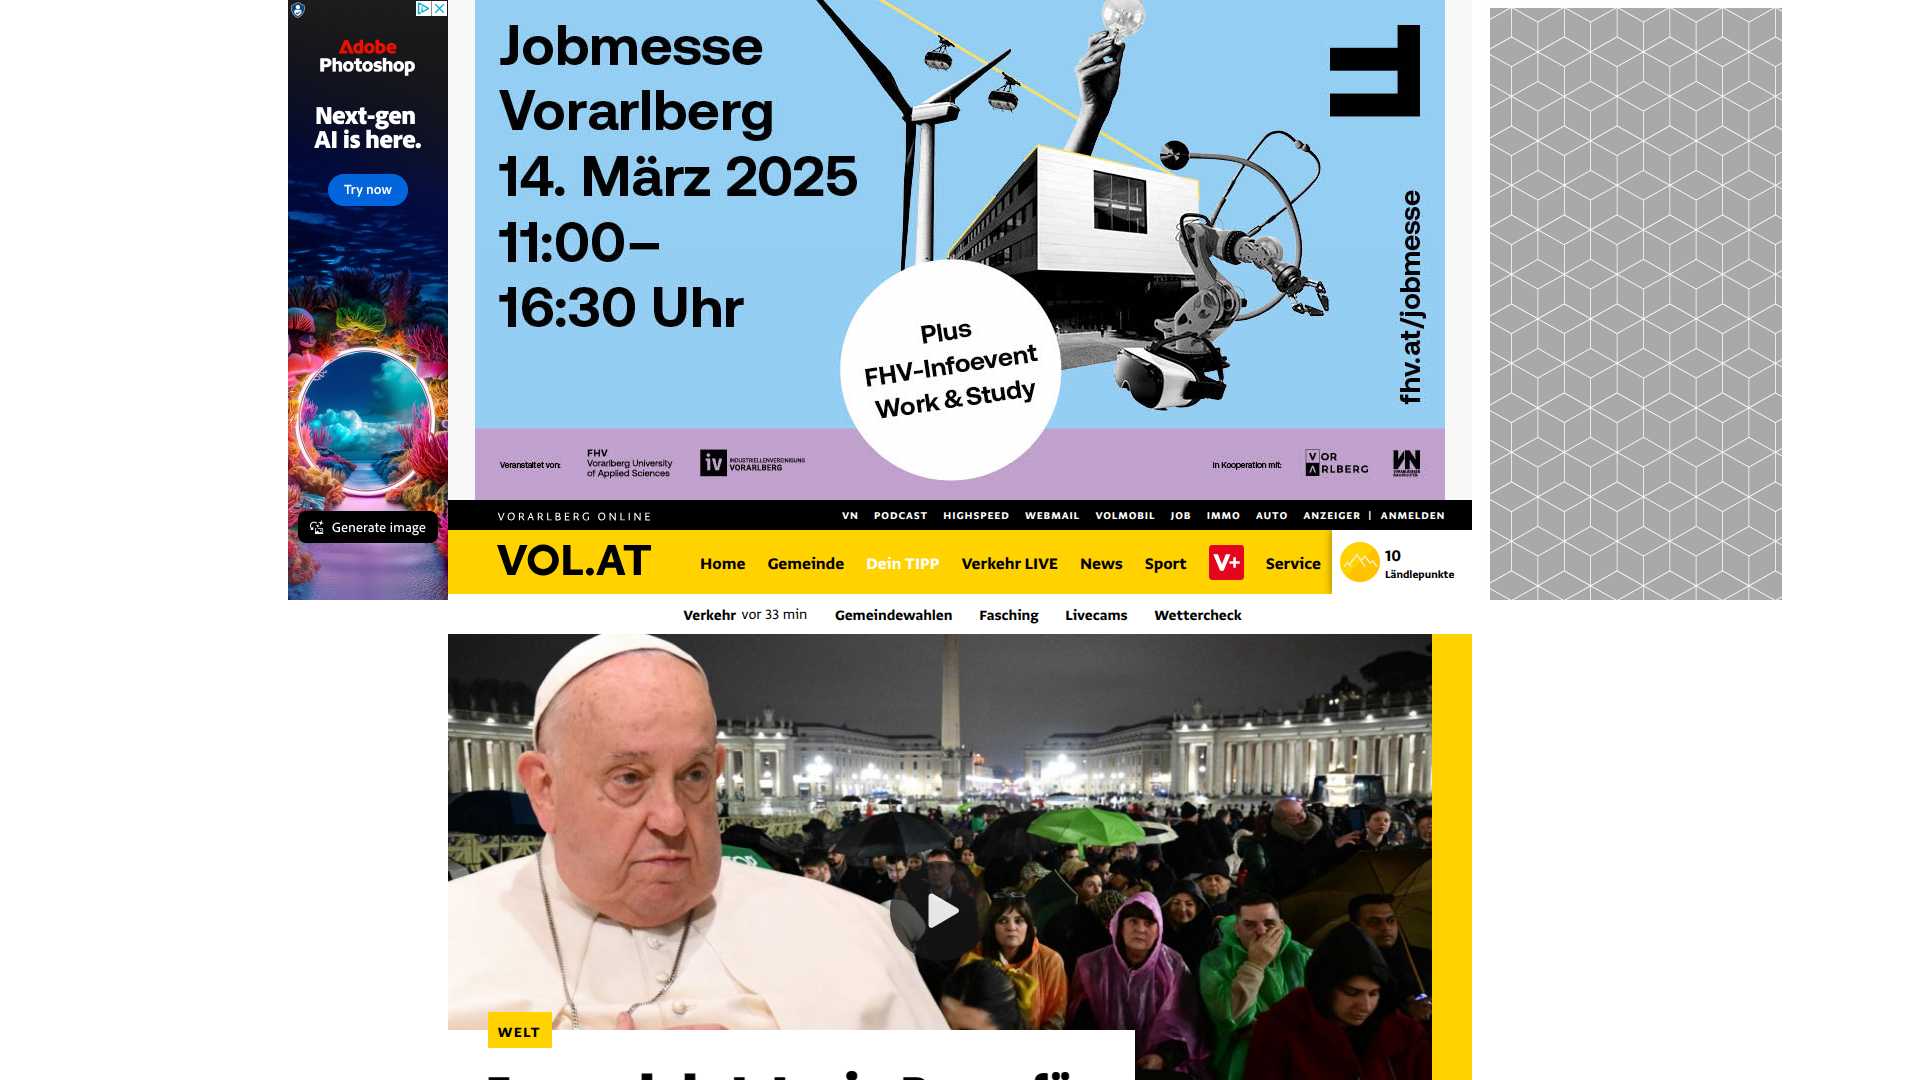 Adobe
Photoshop
Next-gen
AI is here.
Try now
Generate image
Jobmesse
Vorarlberg
14. März 2025
11:00–
16:30 Uhr
Plus
FHV-Infoevent
Work & Study
fhv.at/jobmesse
Veranstaltet von:
FHV
Vorarlberg University
of Applied Sciences
iv
INDUSTRIELLENVEREINIGUNG
VORARLBERG
In Kooperation mit:
VOR
ARLBERG
VN
VORARLBERG ONLINE
VN PODCAST HIGHSPEED WEBMAIL VOLMOBIL JOB IMMO AUTO ANZEIGER | ANMELDEN
VOL.AT
Home Gemeinde Dein TIPP Verkehr LIVE News Sport V+ Service
10
Ländlepunkte
Verkehr vor 33 min Gemeindewahlen Fasching Livecams Wettercheck
WELT